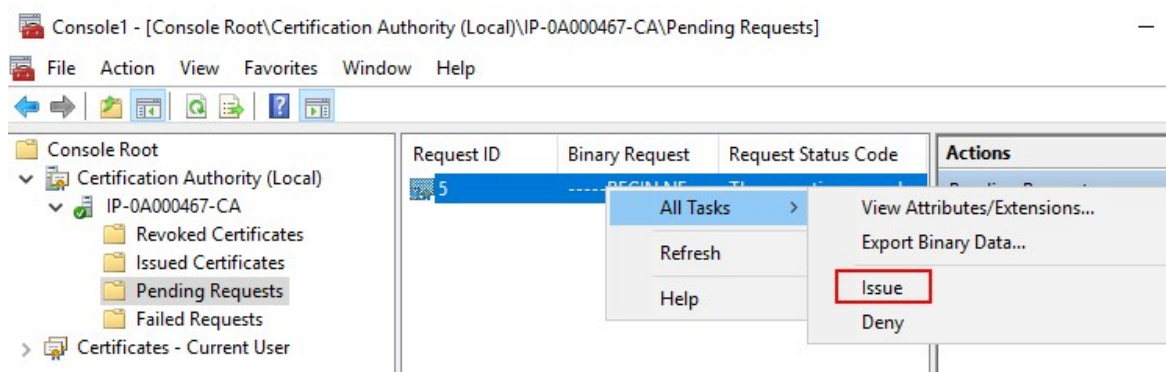 Console1 - [Console Root\Certification Authority (Local)\IP-0A000467-CA\Pending Requests]
File Action View Favorites Window Help
Console Root
Certification Authority (Local)
IP-0A000467-CA
Revoked Certificates
Issued Certificates
Pending Requests
Failed Requests
Certificates - Current User
Request ID Binary Request Request Status Code
5
All Tasks
Refresh
Help
Actions
View Attributes/Extensions...
Export Binary Data...
Issue
Deny